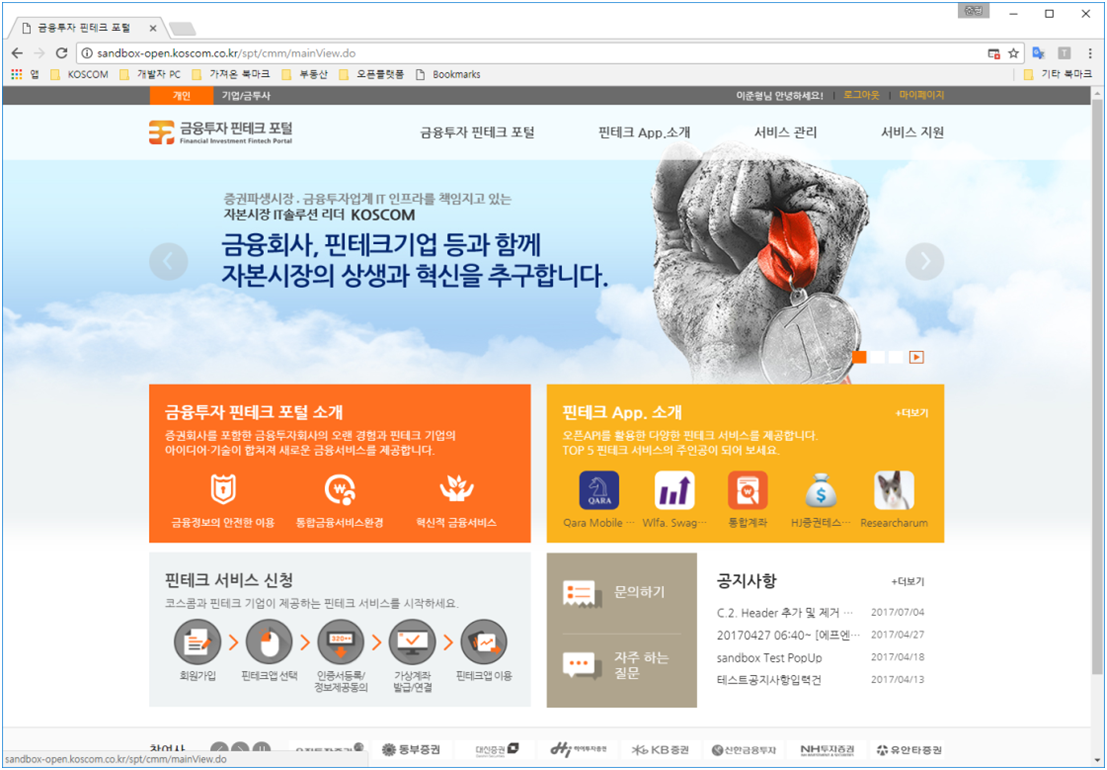 준형
금융투자 핀테크 포털
sandbox-open.koscom.co.kr/spt/cmm/mainView.do
앱 KOSCOM 개발자 PC 가져온 북마크 부동산 오픈플랫폼 Bookmarks 기타 북마크
개인 기업/금투사 이준형님 안녕하세요! 로그아웃 마이페이지
금융투자 핀테크 포털
Financial Investment Fintech Portal
금융투자 핀테크 포털 핀테크 App.소개 서비스 관리 서비스 지원
증권파생시장 . 금융투자업계 IT 인프라를 책임지고 있는
자본시장 IT솔루션 리더 KOSCOM
금융회사, 핀테크기업 등과 함께
자본시장의 상생과 혁신을 추구합니다.
1
금융투자 핀테크 포털 소개
증권회사를 포함한 금융투자회사의 오랜 경험과 핀테크 기업의
아이디어·기술이 합쳐져 새로운 금융서비스를 제공합니다.
금융정보의 안전한 이용 통합금융서비스환경 혁신적 금융서비스
핀테크 App. 소개 +더보기
오픈API를 활용한 다양한 핀테크 서비스를 제공합니다.
TOP 5 핀테크 서비스의 주인공이 되어 보세요.
QARA
Qara Mobile ··· Wlfa. Swag··· 통합계좌 HJ증권테스··· Researcharum
핀테크 서비스 신청
코스콤과 핀테크 기업이 제공하는 핀테크 서비스를 시작하세요.
회원가입 핀테크앱 선택 인증서등록/ 가상계좌 핀테크앱 이용
정보제공동의 발급/연결
문의하기
자주 하는
질문
공지사항 +더보기
C.2. Header 추가 및 제거 ··· 2017/07/04
20170427 06:40~ [에프엔··· 2017/04/27
sandbox Test PopUp 2017/04/18
테스트공지사항입력건 2017/04/13
참여사 동부증권 대신증권 하이투자증권 KB증권 신한금융투자 NH투자증권 유안타증권
sandbox-open.koscom.co.kr/spt/cmm/mainView.do